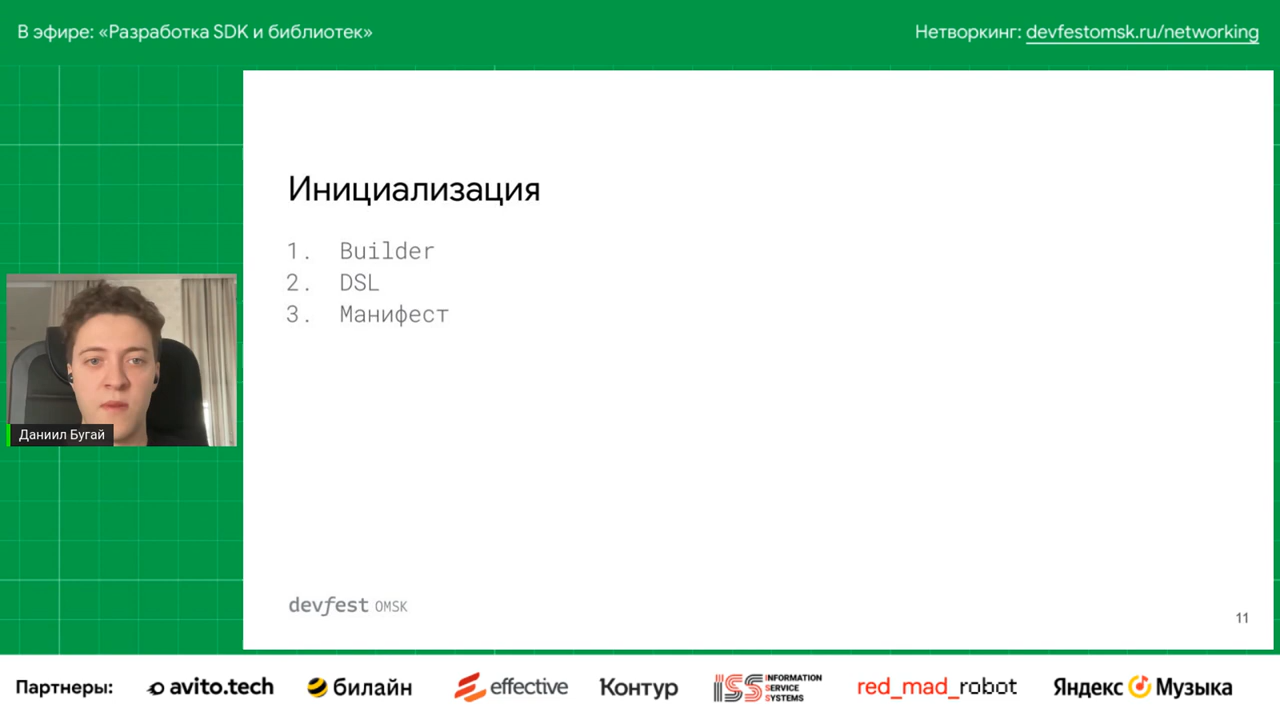 В эфире: «Разработка SDK и библиотек»
Нетворкинг: devfestomsk.ru/networking
Инициализация
1. Builder
2. DSL
3. Манифест
Даниил Бугай
devfest OMSK
11
Партнеры: avito.tech билайн effective Контур ISS INFORMATION SERVICE SYSTEMS red_mad_robot Яндекс Музыка